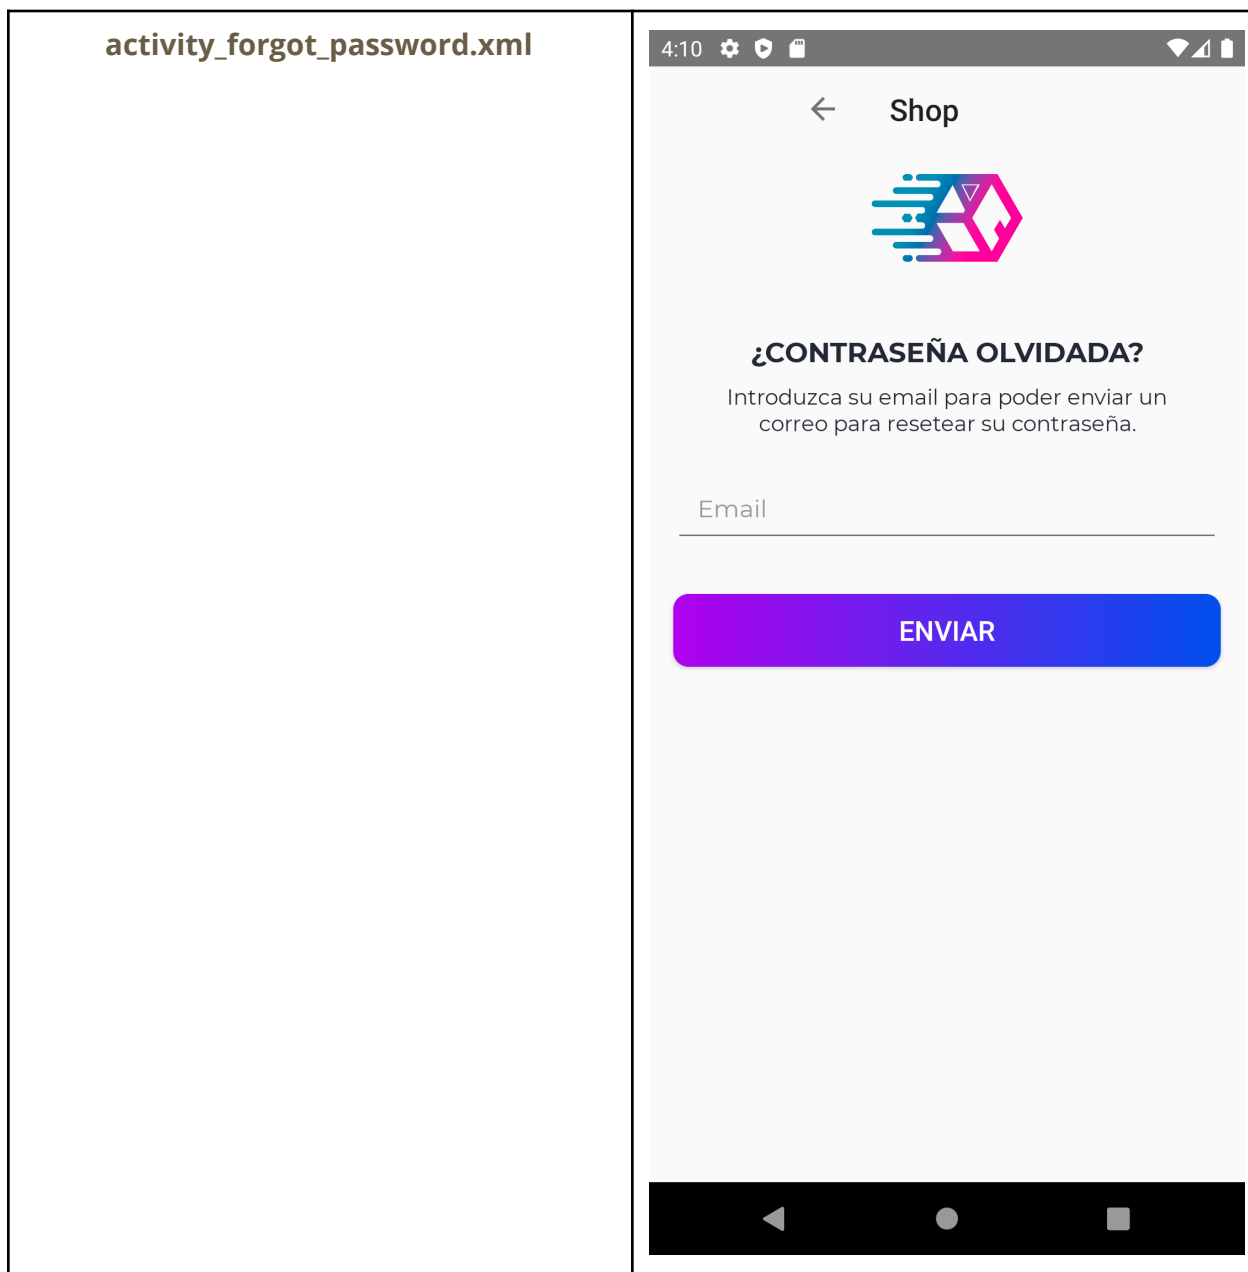 activity_forgot_password.xml
4:10
Shop
¿CONTRASEÑA OLVIDADA?
Introduzca su email para poder enviar un
correo para resetear su contraseña.
Email
ENVIAR